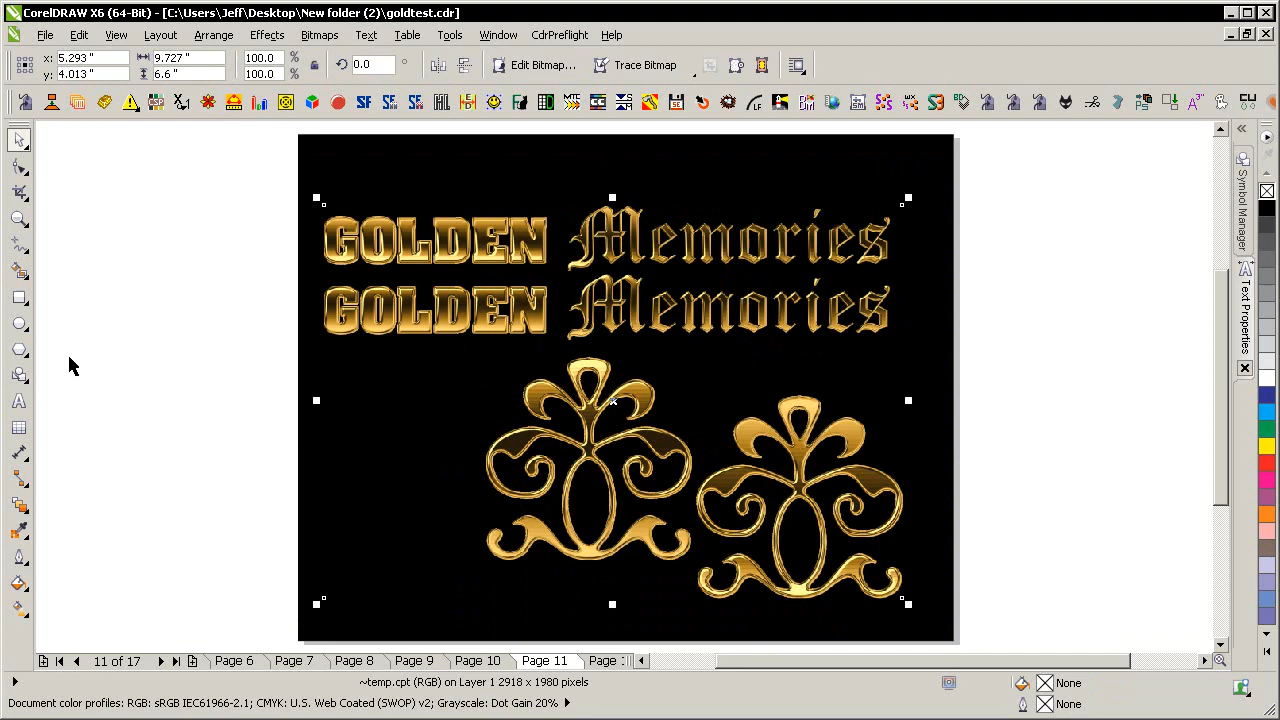 CorelDRAW X6 (64-Bit) - [C:\Users\Jeff\Desktop\New folder (2)\goldtest.cdr]
File Edit View Layout Arrange Effects Bitmaps Text Table Tools Window CdrPreflight Help
x: 5.293 " 9.727 " 100.0 % 0.0 ° Edit Bitmap... Trace Bitmap
y: 4.013 " 6.6 " 100.0 %
GOLDEN Memories
GOLDEN Memories
Symbol Manager
Text Properties
11 of 17 Page 6 Page 7 Page 8 Page 9 Page 10 Page 11 Page
~temp.cpt (RGB) on Layer 1 2918 x 1980 pixels None
Document color profiles: RGB: sRGB IEC61966-2.1; CMYK: U.S. Web Coated (SWOP) v2; Grayscale: Dot Gain 20% None